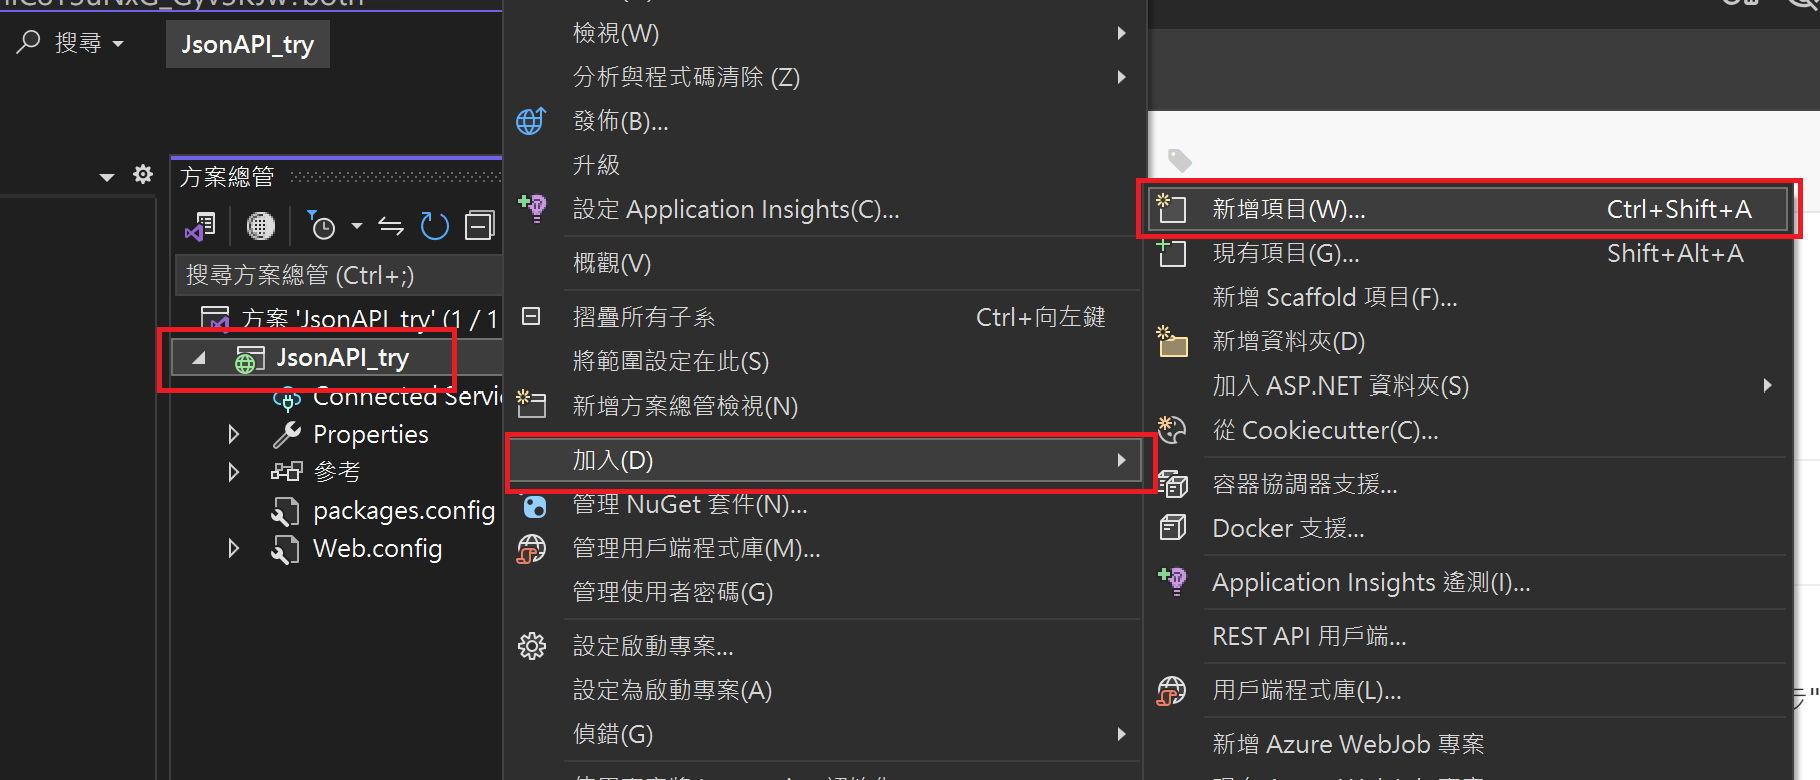 搜尋
JsonAPI_try
方案總管
搜尋方案總管 (Ctrl+;)
方案 'JsonAPI_try' (1 / 1
JsonAPI_try
Connected Servi
Properties
參考
packages.config
Web.config
檢視(W)
分析與程式碼清除 (Z)
發佈(B)...
升級
設定 Application Insights(C)...
概觀(V)
摺疊所有子系 Ctrl+向左鍵
將範圍設定在此(S)
新增方案總管檢視(N)
加入(D)
管理 NuGet 套件(N)...
管理用戶端程式庫(M)...
管理使用者密碼(G)
設定啟動專案...
設定為啟動專案(A)
偵錯(G)
新增項目(W)... Ctrl+Shift+A
現有項目(G)... Shift+Alt+A
新增 Scaffold 項目(F)...
新增資料夾(D)
加入 ASP.NET 資料夾(S)
從 Cookiecutter(C)...
容器協調器支援...
Docker 支援...
Application Insights 遙測(I)...
REST API 用戶端...
用戶端程式庫(L)...
新增 Azure WebJob 專案